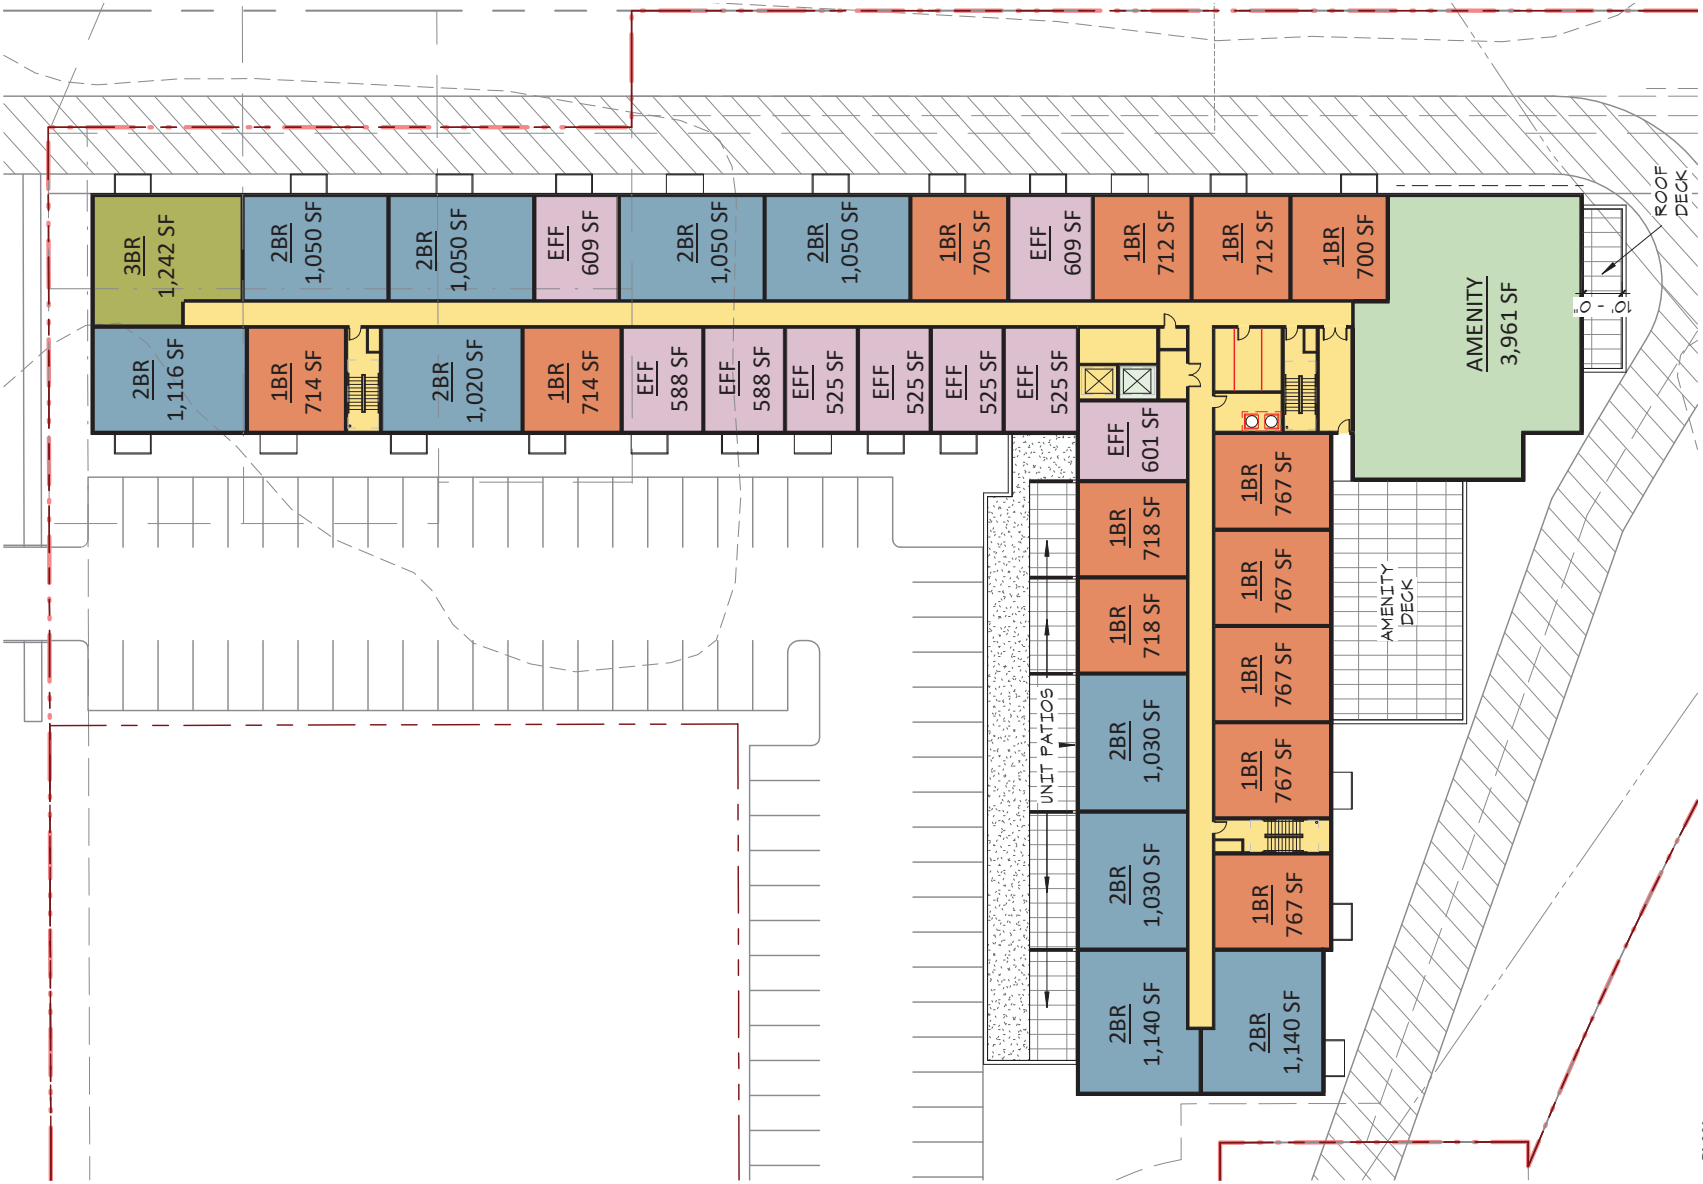 ROOF
DECK
3BR
1,242 SF
2BR
1,050 SF
2BR
1,050 SF
EFF
609 SF
2BR
1,050 SF
2BR
1,050 SF
1BR
705 SF
EFF
609 SF
1BR
712 SF
1BR
712 SF
1BR
700 SF
AMENITY
3,961 SF
10' - 0"
2BR
1,116 SF
1BR
714 SF
2BR
1,020 SF
1BR
714 SF
EFF
588 SF
EFF
588 SF
EFF
525 SF
EFF
525 SF
EFF
525 SF
EFF
525 SF
EFF
601 SF
1BR
767 SF
1BR
718 SF
1BR
767 SF
1BR
718 SF
1BR
767 SF
AMENITY
DECK
UNIT PATIOS
2BR
1,030 SF
1BR
767 SF
2BR
1,030 SF
1BR
767 SF
2BR
1,140 SF
2BR
1,140 SF